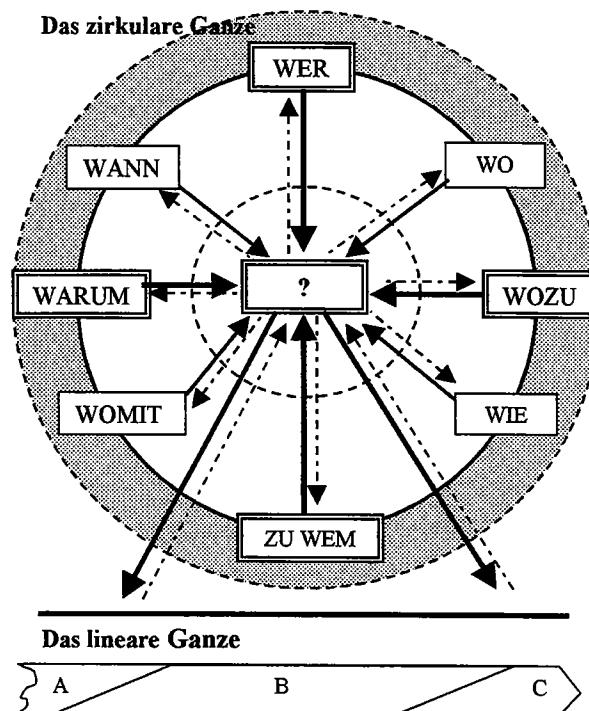 Das zirkulare Ganze
WER
WANN
WO
WARUM
?
WOZU
WOMIT
WIE
ZU WEM
Das lineare Ganze
A
B
C